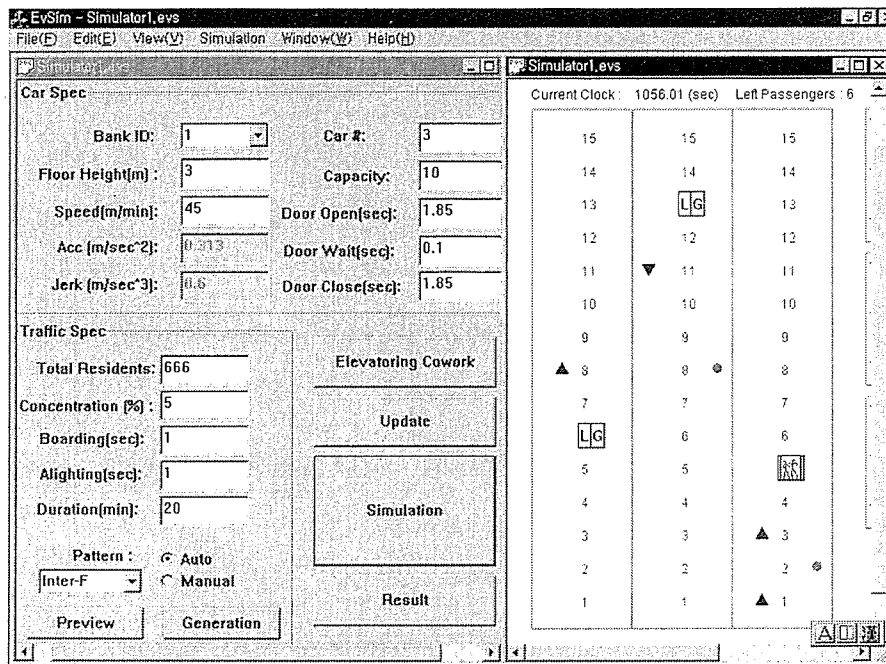 EvSim - Simulator1.evs
File(F) Edit(E) View(V) Simulation Window(W) Help(H)
Simulator1.evs
Car Spec
Bank ID: 1
Car #: 3
Floor Height(m) : 3
Capacity: 10
Speed(m/min): 45
Door Open(sec): 1.85
Acc (m/sec^2): 0.313
Door Wait(sec): 0.1
Jerk (m/sec^3): 0.6
Door Close(sec): 1.85
Traffic Spec
Total Residents: 666
Concentration (%) : 5
Boarding(sec): 1
Alighting(sec): 1
Duration(min): 20
Pattern :
Auto
Inter-F
Manual
Preview
Generation
Elevatoring Cowork
Update
Simulation
Result
Simulator1.evs
Current Clock : 1056.01 (sec) Left Passengers : 6
15 15 15
14 14 14
13 LG 13
12 12 12
11 11 11
10 10 10
9 9 9
8 8 8
7 7 7
LG 6 6
5 5
4 4 4
3 3 3
2 2 2
1 1 1
A